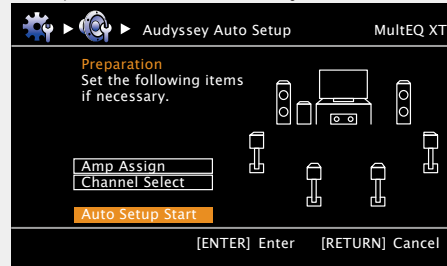 Audyssey Auto Setup MultEQ XT
Preparation
Set the following items
if necessary.
Amp Assign
Channel Select
Auto Setup Start
[ENTER] Enter [RETURN] Cancel